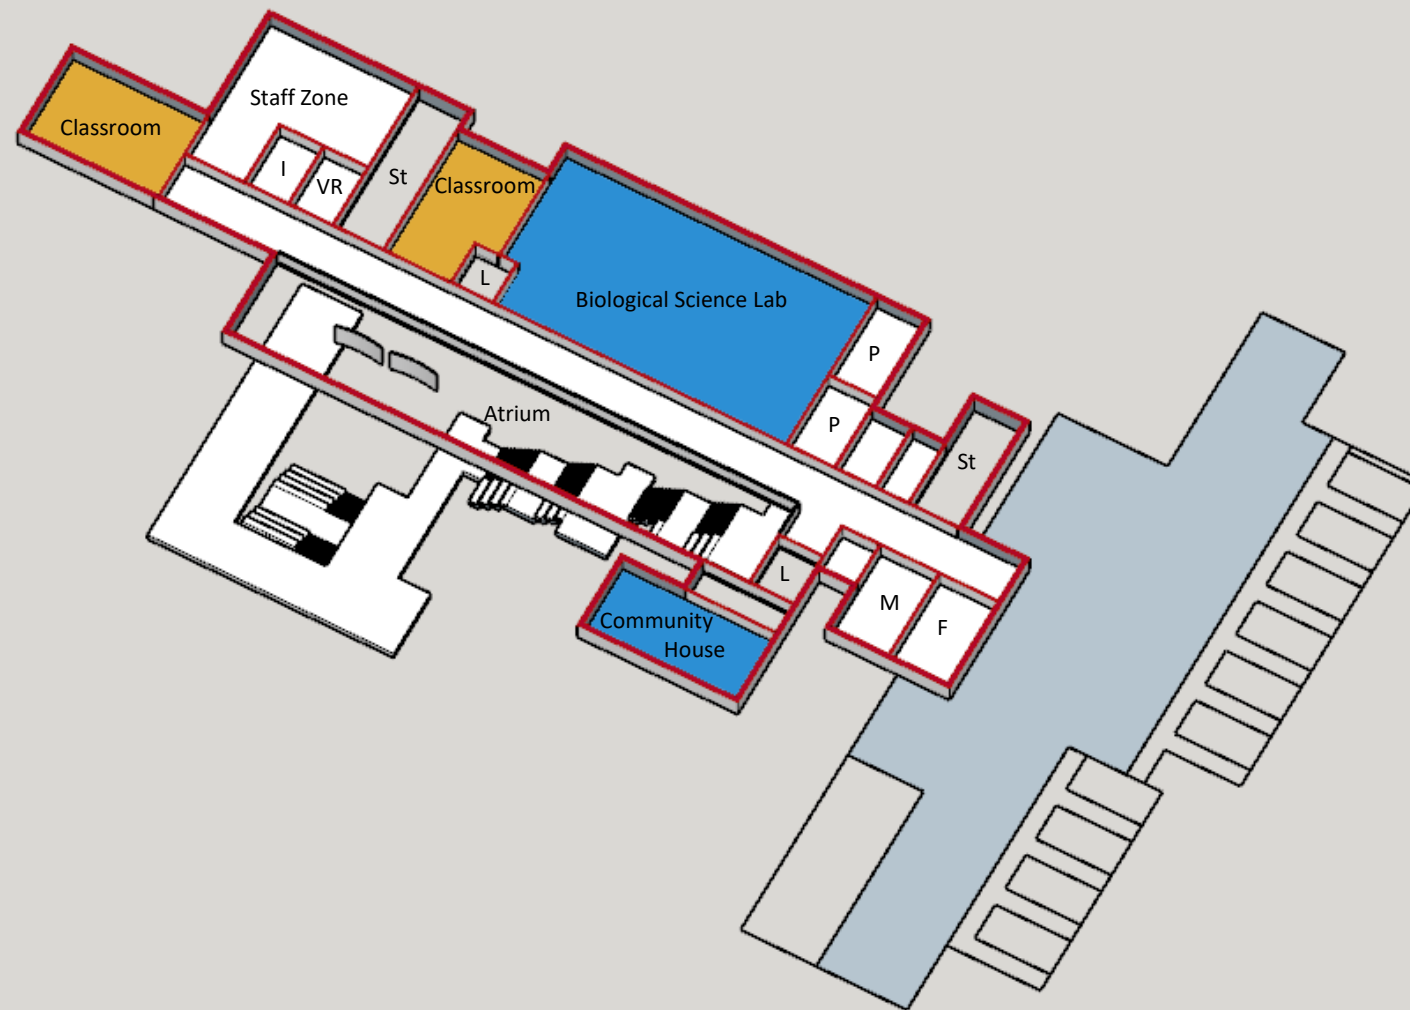 Staff Zone
Classroom
I
VR
St
Classroom
L
Biological Science Lab
P
P
Atrium
St
L
M
F
Community
House